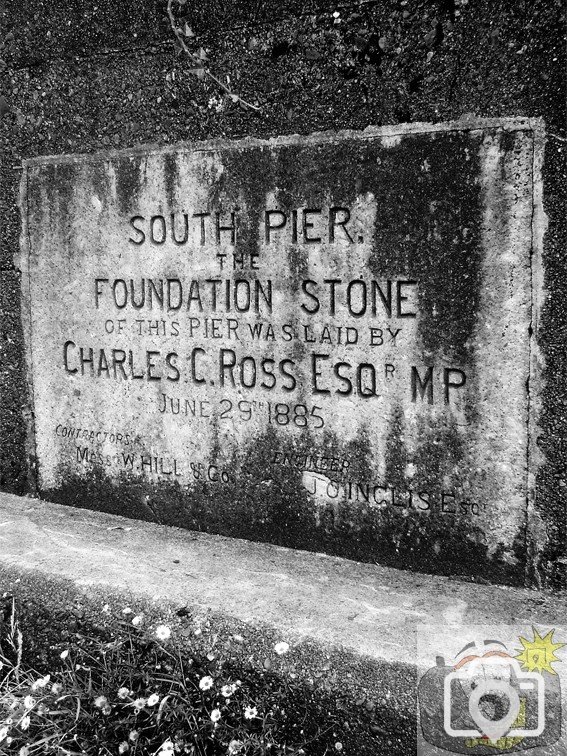 SOUTH PIER.
THE
FOUNDATION STONE
OF THIS PIER WAS LAID BY
CHARLES C. ROSS ESQR MP
JUNE 29TH 1885
CONTRACTORS
MESSRS W. HILL & CO.
ENGINEER
J. C. INGLIS ESQ